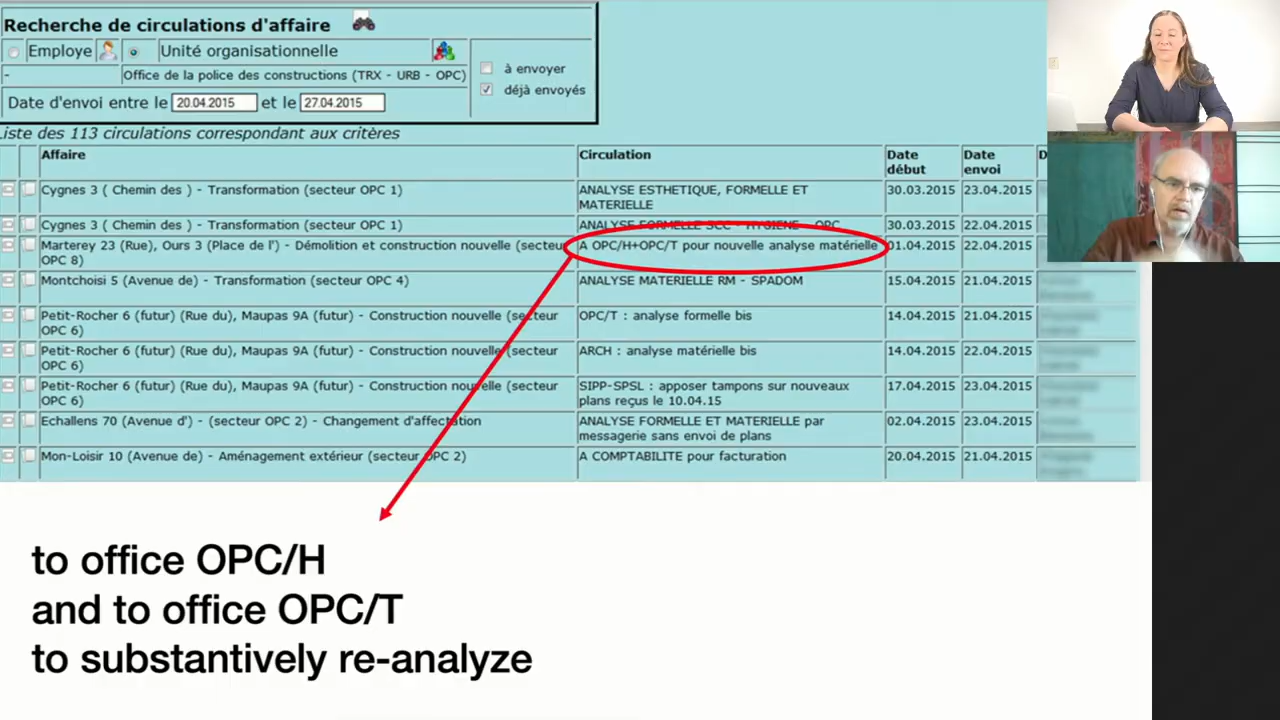 Recherche de circulations d'affaire
Employe Unité organisationnelle
- Office de la police des constructions (TRX - URB - OPC)
à envoyer
déjà envoyés
Date d'envoi entre le 20.04.2015 et le 27.04.2015
Liste des 113 circulations correspondant aux critères
Affaire Circulation Date début Date envoi D
Cygnes 3 ( Chemin des ) - Transformation (secteur OPC 1) ANALYSE ESTHETIQUE, FORMELLE ET 30.03.2015 23.04.2015
MATERIELLE
Cygnes 3 ( Chemin des ) - Transformation (secteur OPC 1) ANALYSE FORMELLE SCC - HYGIENE - OPC 30.03.2015 22.04.2015
Marterey 23 (Rue), Ours 3 (Place de l') - Démolition et construction nouvelle (secteur A OPC/H+OPC/T pour nouvelle analyse matérielle 01.04.2015 22.04.2015
OPC 8)
Montchoisi 5 (Avenue de) - Transformation (secteur OPC 4) ANALYSE MATERIELLE RM - SPADOM 15.04.2015 21.04.2015
Petit-Rocher 6 (futur) (Rue du), Maupas 9A (futur) - Construction nouvelle (secteur OPC/T : analyse formelle bis 14.04.2015 21.04.2015
OPC 6)
Petit-Rocher 6 (futur) (Rue du), Maupas 9A (futur) - Construction nouvelle (secteur ARCH : analyse matérielle bis 14.04.2015 22.04.2015
OPC 6)
Petit-Rocher 6 (futur) (Rue du), Maupas 9A (futur) - Construction nouvelle (secteur SIPP-SPSL : apposer tampons sur nouveaux 17.04.2015 23.04.2015
OPC 6) plans reçus le 10.04.15
Echallens 70 (Avenue d') - (secteur OPC 2) - Changement d'affectation ANALYSE FORMELLE ET MATERIELLE par 02.04.2015 23.04.2015
messagerie sans envoi de plans
Mon-Loisir 10 (Avenue de) - Aménagement extérieur (secteur OPC 2) A COMPTABILITE pour facturation 20.04.2015 21.04.2015
to office OPC/H
and to office OPC/T
to substantively re-analyze